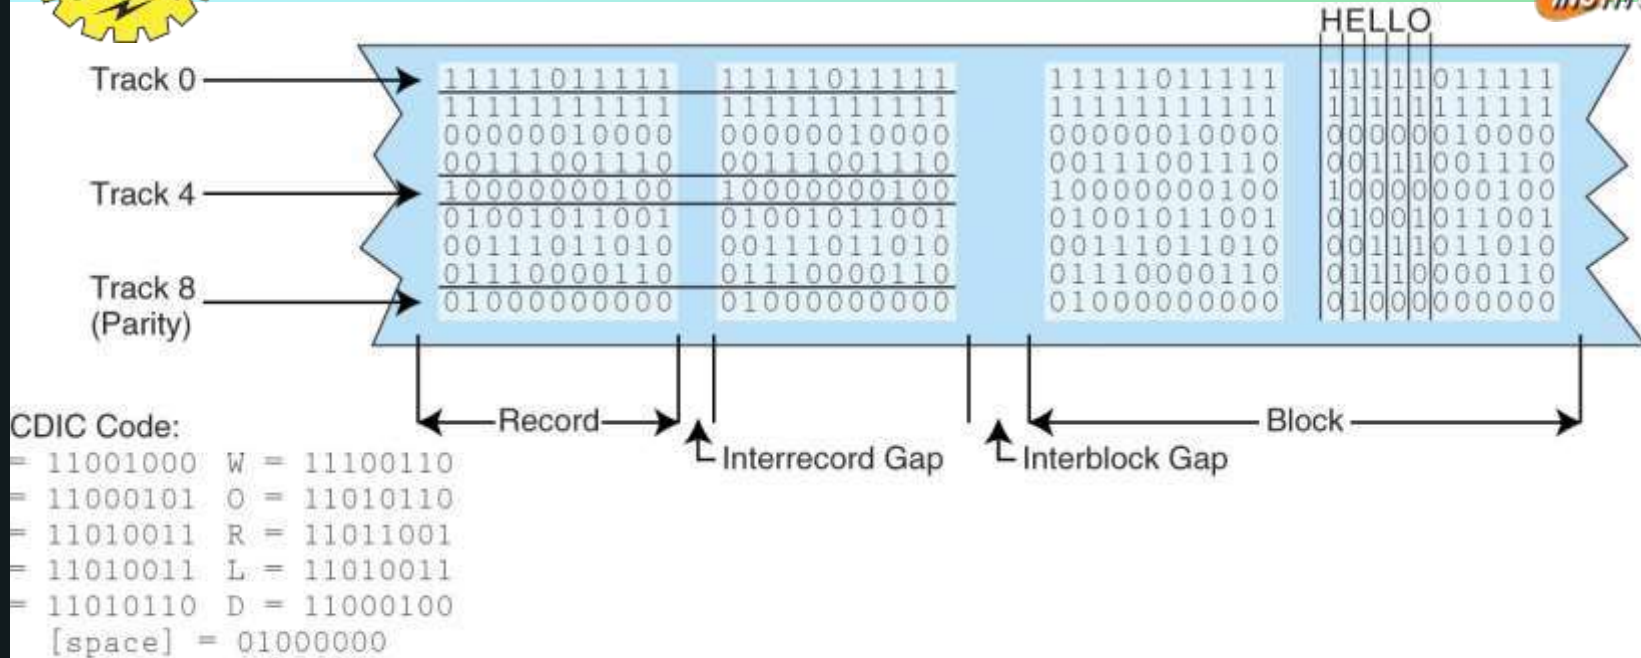 HELLO
Track 0
11111011111 11111011111 11111011111 11111011111
11111111111 11111111111 11111111111 11111111111
00000010000 00000010000 00000010000 00000010000
00111001110 00111001110 00111001110 00111001110
Track 4
10000000100 10000000100 10000000100 10000000100
01001011001 01001011001 01001011001 01001011001
00111011010 00111011010 00111011010 00111011010
01110000110 01110000110 01110000110 01110000110
Track 8
(Parity)
01000000000 01000000000 01000000000 01000000000
Record
Interrecord Gap
Interblock Gap
Block
CDIC Code:
= 11001000 W = 11100110
= 11000101 O = 11010110
= 11010011 R = 11011001
= 11010011 L = 11010011
= 11010110 D = 11000100
[space] = 01000000